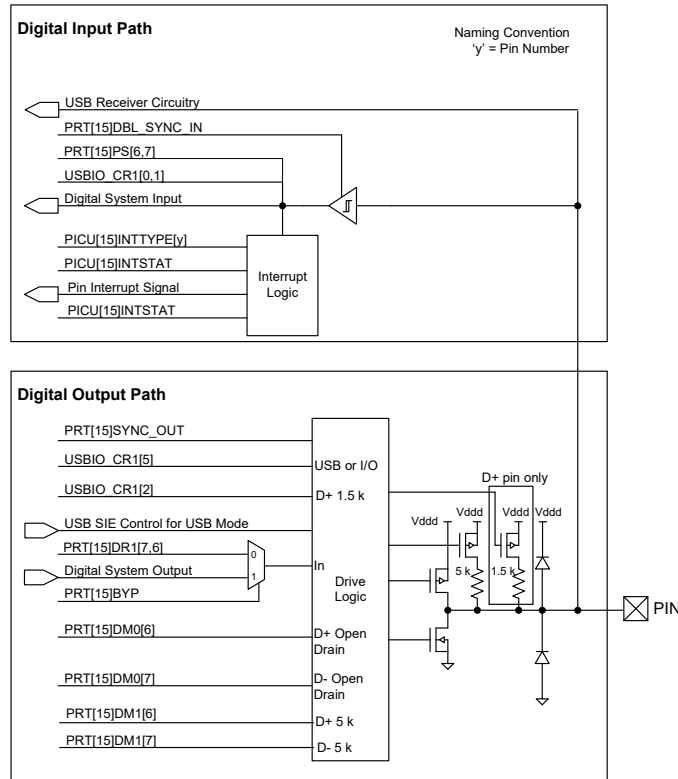 Digital Input Path
Naming Convention
‘y’ = Pin Number
USB Receiver Circuitry
PRT[15]DBL_SYNC_IN
PRT[15]PS[6,7]
USBIO_CR1[0,1]
Digital System Input
PICU[15]INTTYPE[y]
PICU[15]INTSTAT
Pin Interrupt Signal
PICU[15]INTSTAT
Interrupt
Logic
Digital Output Path
PRT[15]SYNC_OUT
USBIO_CR1[5]
USB or I/O
USBIO_CR1[2]
D+ 1.5 k
D+ pin only
USB SIE Control for USB Mode
Vddd
Vddd
Vddd
Vddd
PRT[15]DR1[7,6]
0
Digital System Output
1
In
PRT[15]BYP
Drive
Logic
5 k
1.5 k
PIN
PRT[15]DM0[6]
D+ Open
Drain
PRT[15]DM0[7]
D- Open
Drain
PRT[15]DM1[6]
D+ 5 k
PRT[15]DM1[7]
D- 5 k